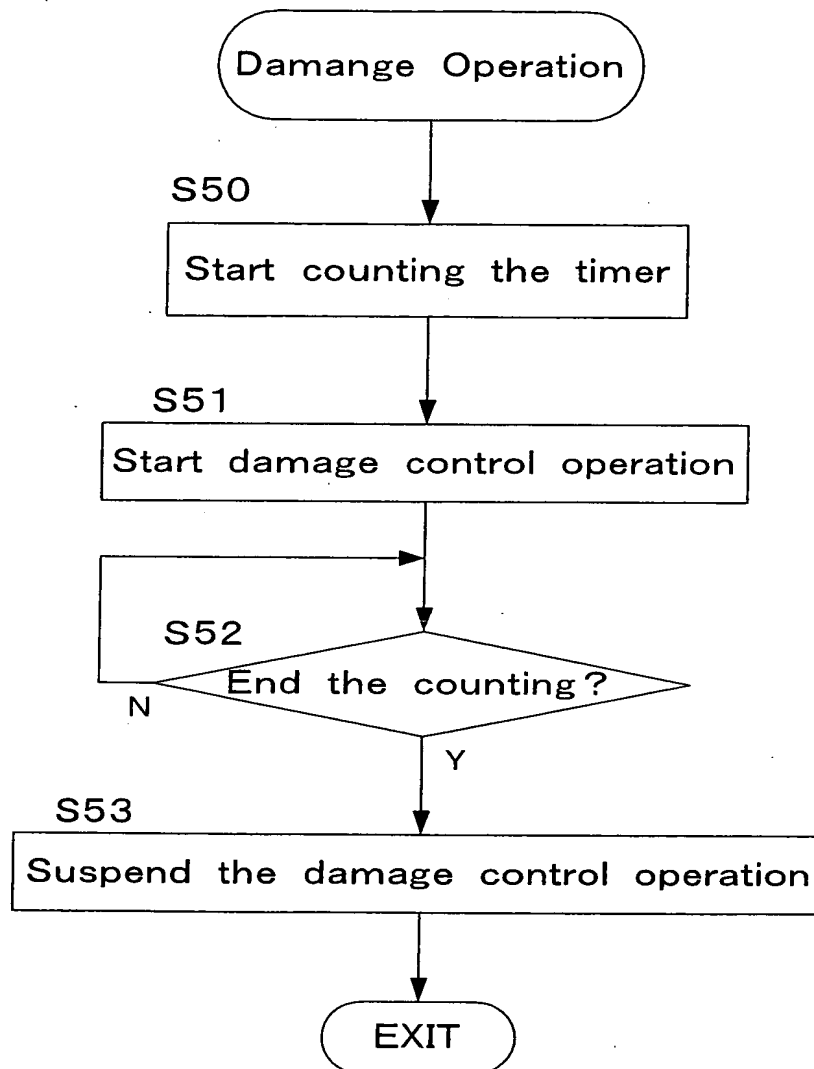 Damange Operation
S50
Start counting the timer
S51
Start damage control operation
S52
End the counting?
N
Y
S53
Suspend the damage control operation
EXIT